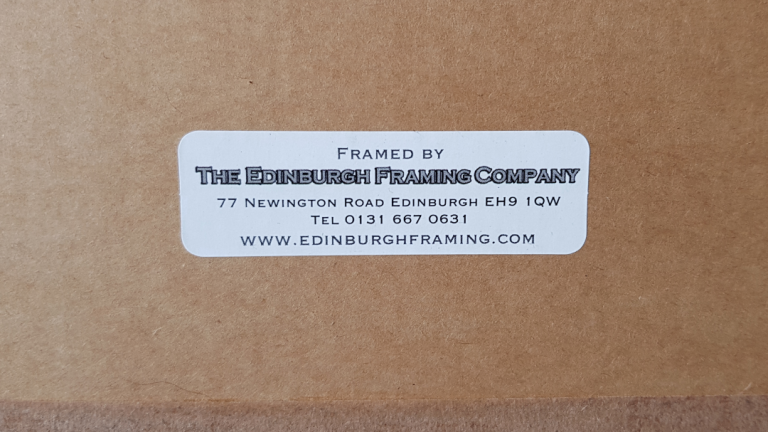 Framed by
The Edinburgh Framing Company
77 Newington Road Edinburgh EH9 1QW
Tel 0131 667 0631
www.edinburghframing.com